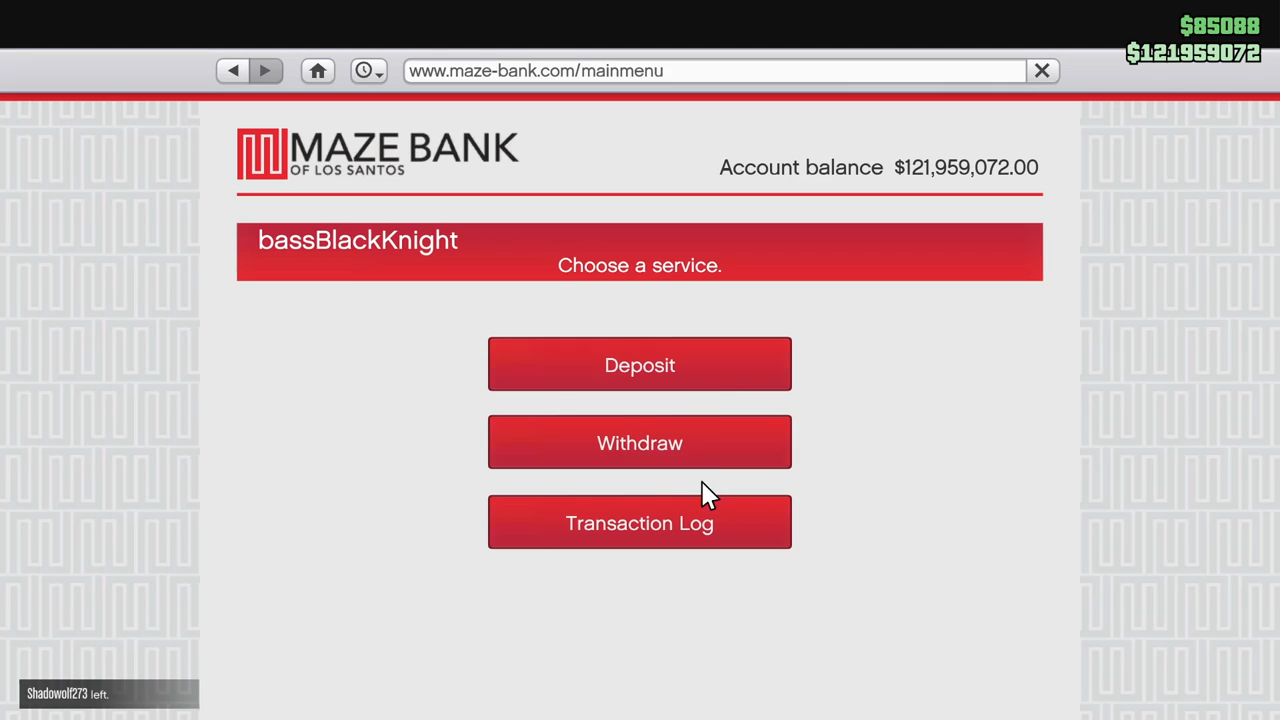 $85088
$121959072
www.maze-bank.com/mainmenu
MAZE BANK
OF LOS SANTOS
Account balance $121,959,072.00
bassBlackKnight
Choose a service.
Deposit
Withdraw
Transaction Log
Shadowolf273 left.